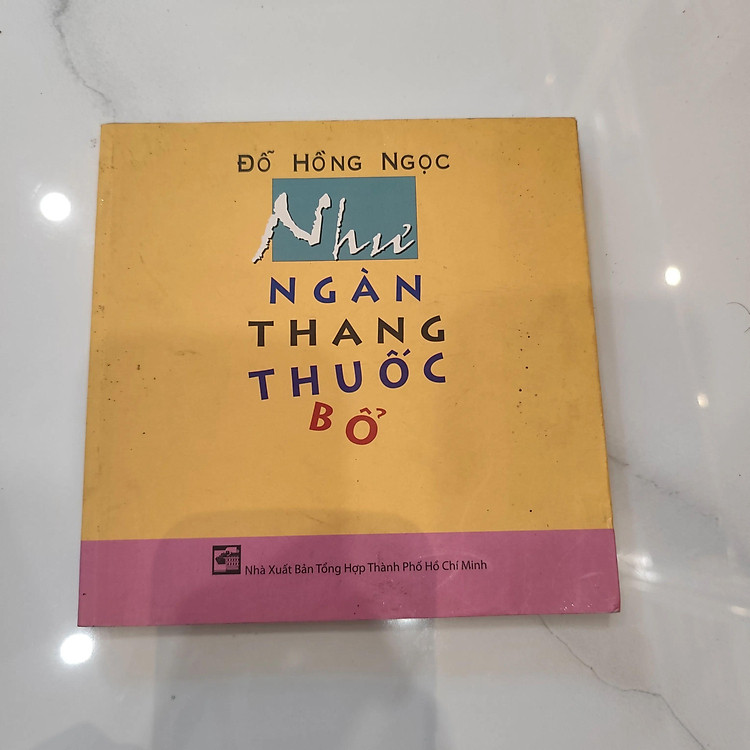 ĐỖ HỒNG NGỌC
Như
NGÀN
THANG
THUỐC
BỔ
Nhà Xuất Bản Tổng Hợp Thành Phố Hồ Chí Minh